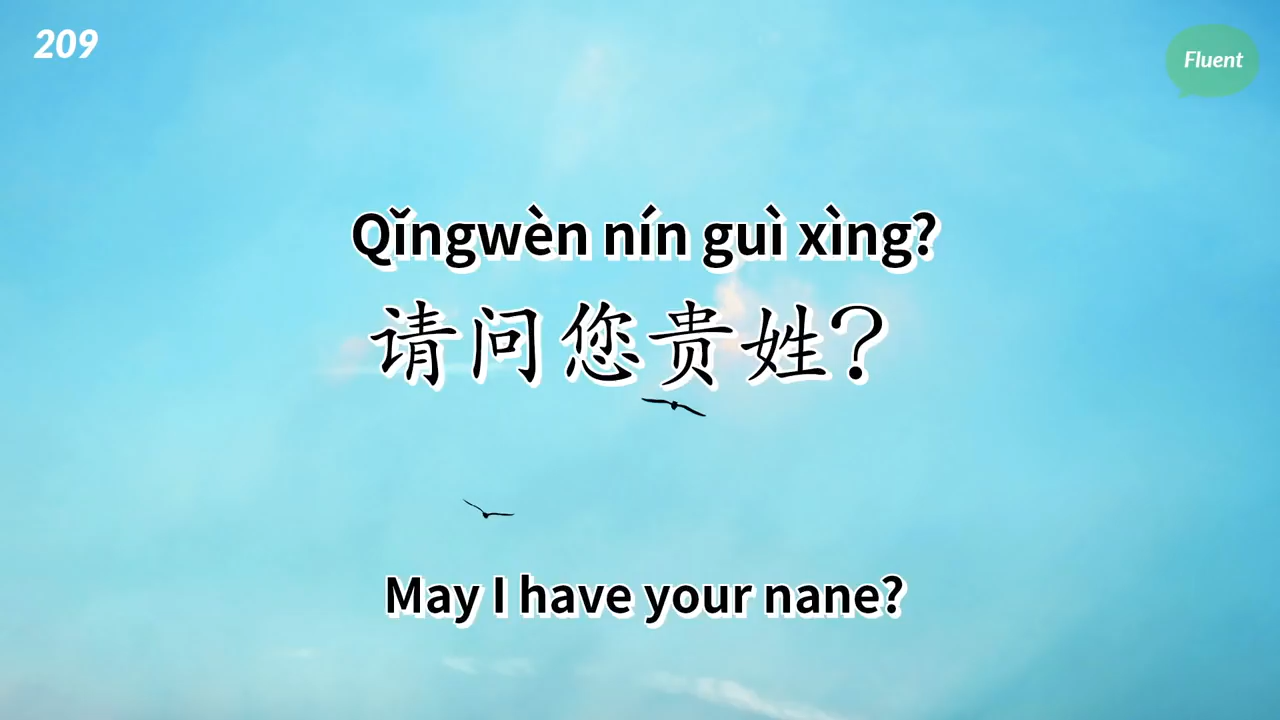 209
Fluent
Qǐngwèn nín guì xìng?
请问您贵姓?
May I have your nane?